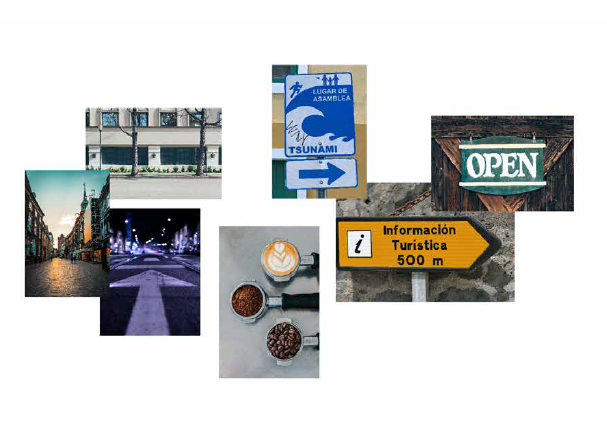 LUGAR DE
ASAMBLEA
TSUNAMI
OPEN
i
Información
Turística
500 m